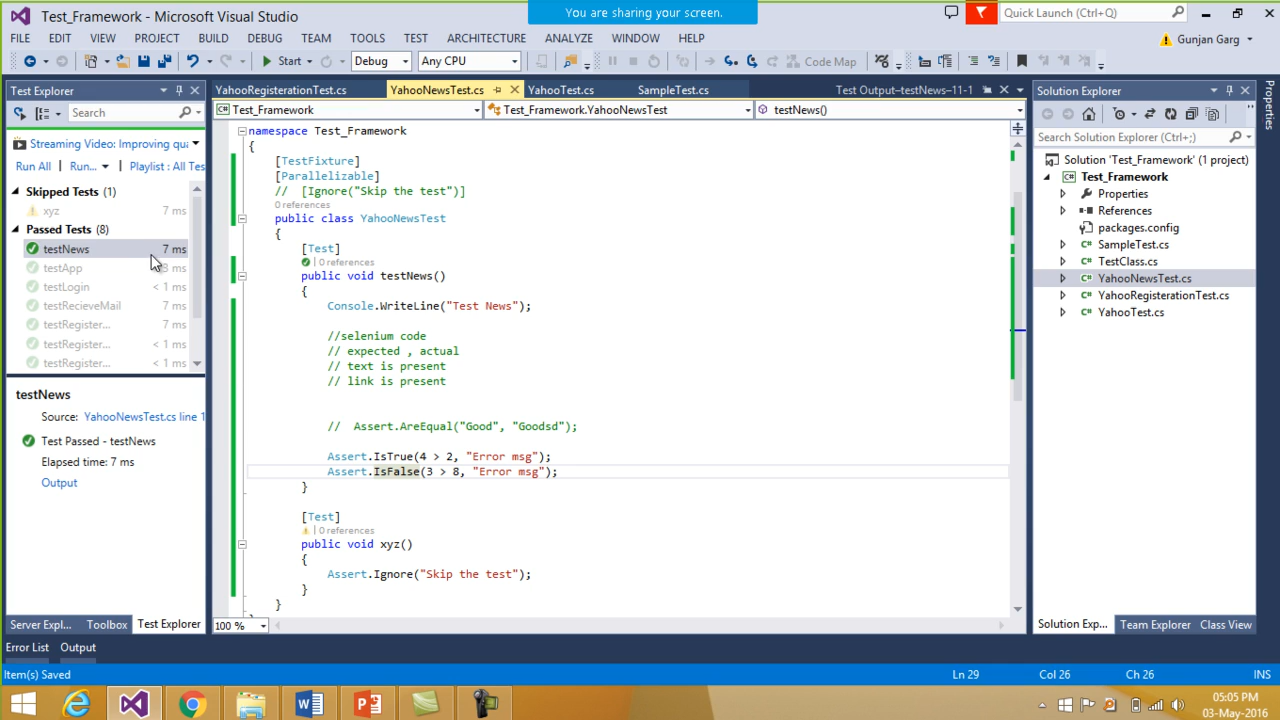 Test_Framework - Microsoft Visual Studio
You are sharing your screen.
Quick Launch (Ctrl+Q)
FILE EDIT VIEW PROJECT BUILD DEBUG TEAM TOOLS TEST ARCHITECTURE ANALYZE WINDOW HELP
Gunjan Garg
Start Debug Any CPU Code Map
Test Explorer
Search
Streaming Video: Improving qua
Run All | Run... | Playlist : All Tes
Skipped Tests (1)
xyz 7 ms
Passed Tests (8)
testNews 7 ms
testApp 8 ms
testLogin < 1 ms
testRecieveMail 7 ms
testRegister... 7 ms
testRegister... < 1 ms
testRegister... < 1 ms
testNews
Source: YahooNewsTest.cs line 1
Test Passed - testNews
Elapsed time: 7 ms
Output
Server Expl... Toolbox Test Explorer
YahooRegisterationTest.cs YahooNewsTest.cs YahooTest.cs SampleTest.cs Test Output-testNews-11-1
Test_Framework Test_Framework.YahooNewsTest testNews()
namespace Test_Framework
{
[TestFixture]
[Parallelizable]
// [Ignore("Skip the test")]
0 references
public class YahooNewsTest
{
[Test]
| 0 references
public void testNews()
{
Console.WriteLine("Test News");
//selenium code
// expected , actual
// text is present
// link is present
// Assert.AreEqual("Good", "Goodsd");
Assert.IsTrue(4 > 2, "Error msg");
Assert.IsFalse(3 > 8, "Error msg");
}
[Test]
| 0 references
public void xyz()
{
Assert.Ignore("Skip the test");
}
}
100 %
Solution Explorer
Search Solution Explorer (Ctrl+;)
Solution 'Test_Framework' (1 project)
Test_Framework
Properties
References
packages.config
SampleTest.cs
TestClass.cs
YahooNewsTest.cs
YahooRegisterationTest.cs
YahooTest.cs
Solution Exp... Team Explorer Class View
Properties
Error List Output
Item(s) Saved Ln 29 Col 26 Ch 26 INS
05:05 PM
03-May-2016